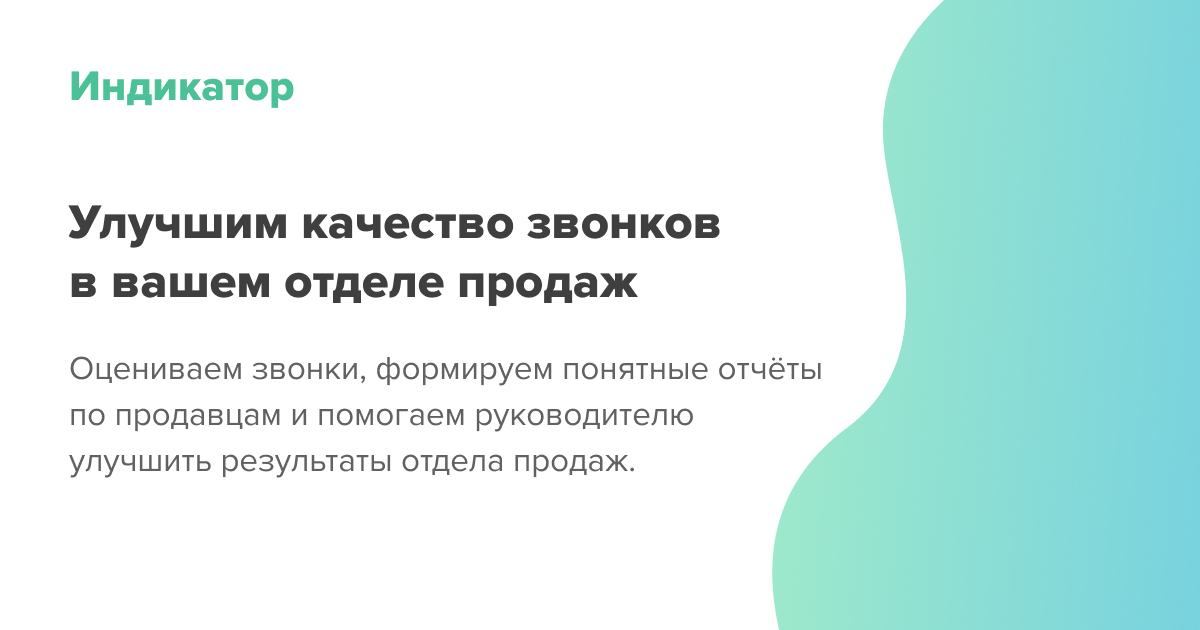 Индикатор
Улучшим качество звонков
в вашем отделе продаж
Оцениваем звонки, формируем понятные отчёты
по продавцам и помогаем руководителю
улучшить результаты отдела продаж.